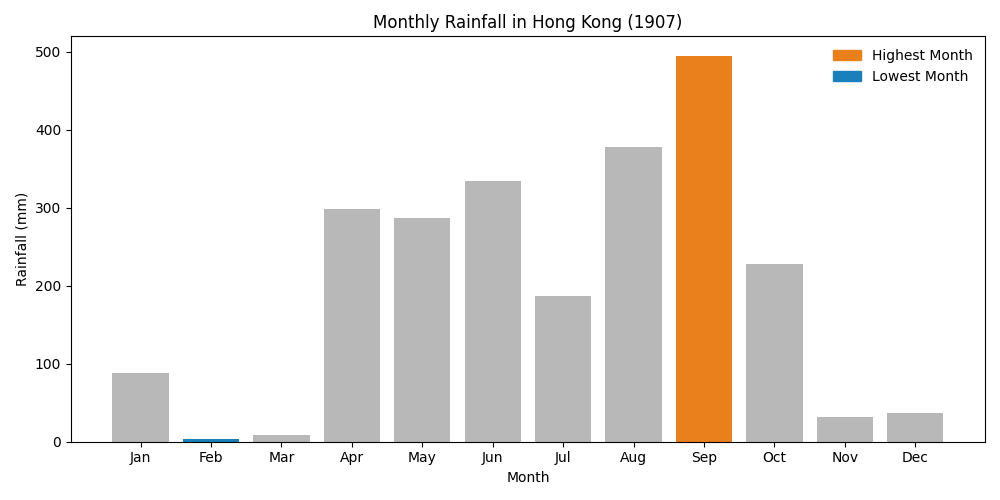 Monthly Rainfall in Hong Kong (1907)
Highest Month
Lowest Month
Rainfall (mm)
500
400
300
200
100
0
Jan Feb Mar Apr May Jun Jul Aug Sep Oct Nov Dec
Month